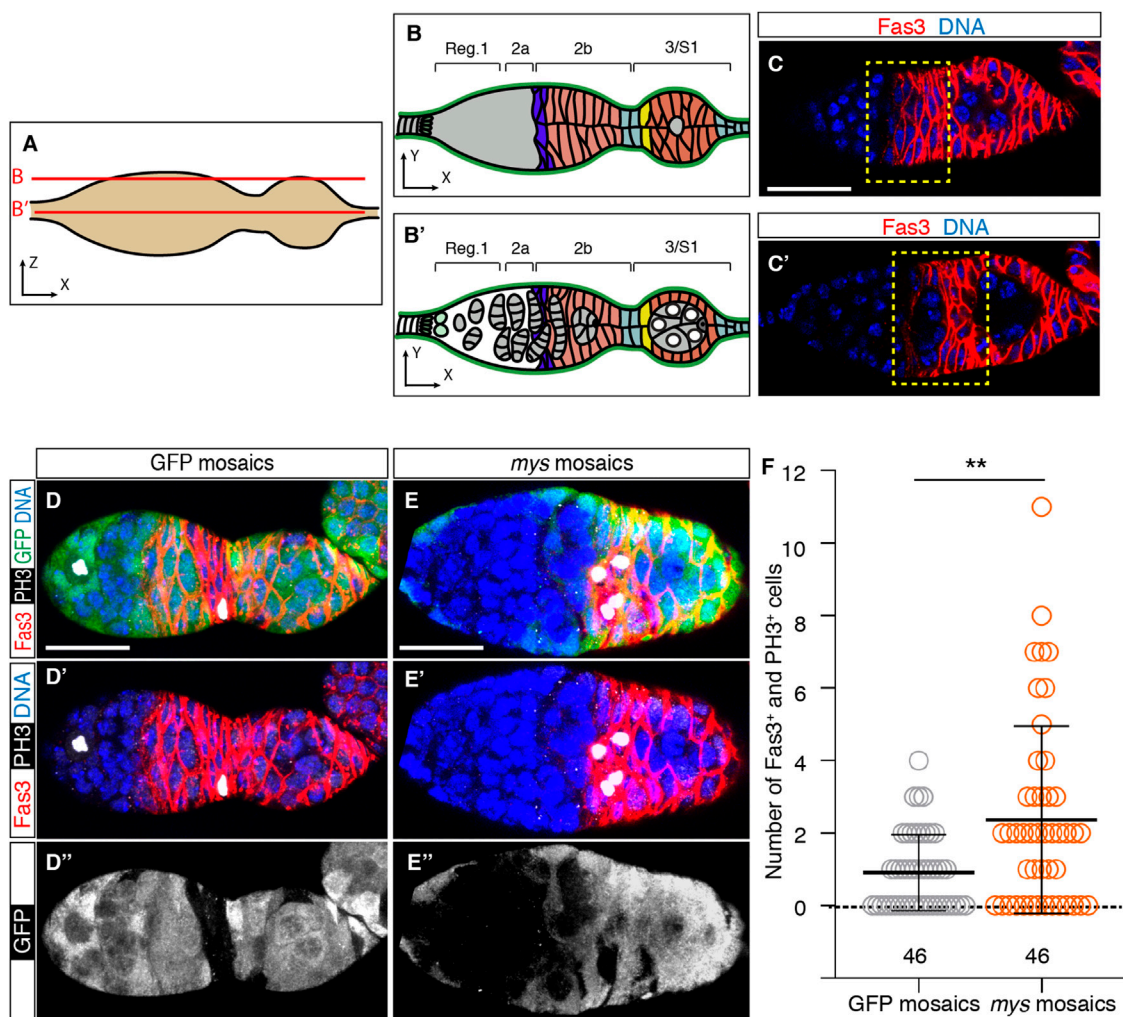 A
B
B'
Z
X
B
Reg.1 2a 2b 3/S1
Y
X
B'
Reg.1 2a 2b 3/S1
Y
X
Fas3 DNA
C
Fas3 DNA
C'
GFP mosaics
mys mosaics
Fas3 PH3 GFP DNA
D
E
Fas3 PH3 DNA
D'
E'
GFP
D''
E''
F
**
Number of Fas3⁺ and PH3⁺ cells
12
10
8
6
4
2
0
46 46
GFP mosaics mys mosaics